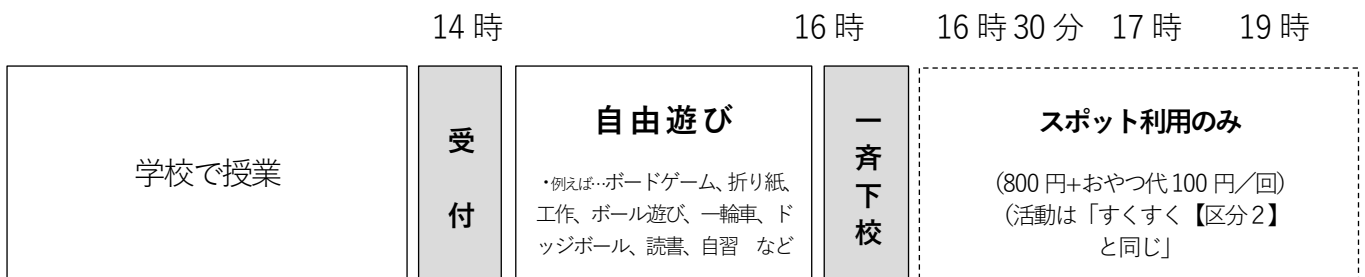 14時 16時 16時30分 17時 19時
学校で授業
受付
自由遊び
・例えば…ボードゲーム、折り紙、
工作、ボール遊び、一輪車、ド
ッジボール、読書、自習 など
一斉下校
スポット利用のみ
(800円+おやつ代100円／回)
(活動は「すくすく【区分２】
と同じ」